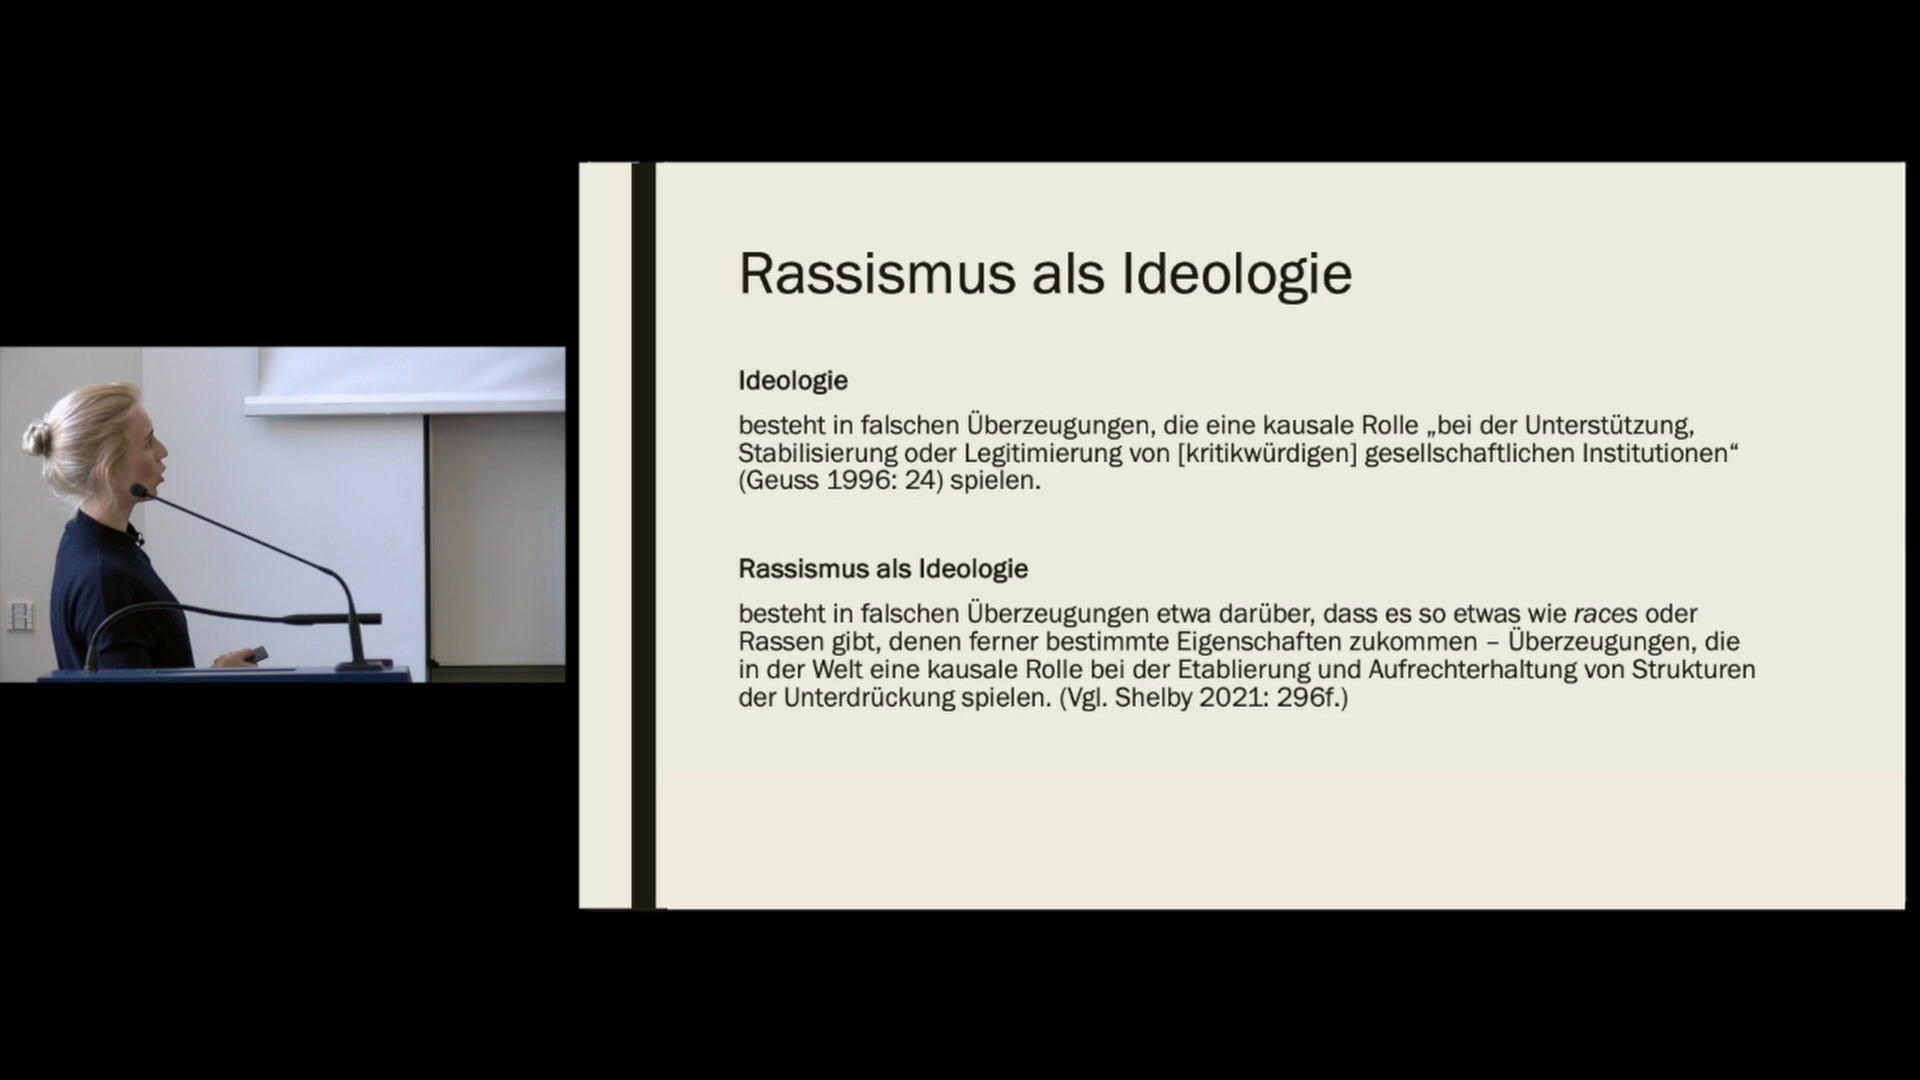 Rassismus als Ideologie
Ideologie
besteht in falschen Überzeugungen, die eine kausale Rolle „bei der Unterstützung,
Stabilisierung oder Legitimierung von [kritikwürdigen] gesellschaftlichen Institutionen“
(Geuss 1996: 24) spielen.
Rassismus als Ideologie
besteht in falschen Überzeugungen etwa darüber, dass es so etwas wie races oder
Rassen gibt, denen ferner bestimmte Eigenschaften zukommen – Überzeugungen, die
in der Welt eine kausale Rolle bei der Etablierung und Aufrechterhaltung von Strukturen
der Unterdrückung spielen. (Vgl. Shelby 2021: 296f.)